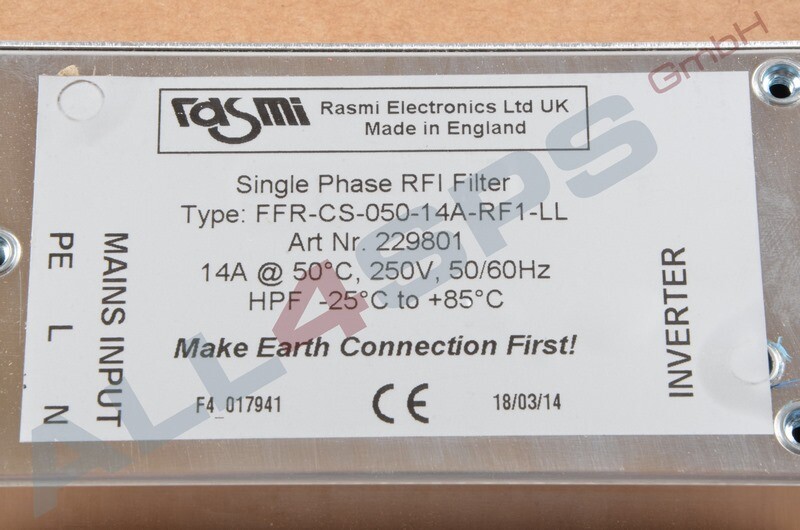 rasmi
Rasmi Electronics Ltd UK
Made in England
Single Phase RFI Filter
Type: FFR-CS-050-14A-RF1-LL
Art Nr. 229801
14A @ 50°C, 250V, 50/60Hz
HPF -25°C to +85°C
Make Earth Connection First!
F4_017941
CE
18/03/14
PE L N
MAINS INPUT
INVERTER
ALL4SPS
GmbH